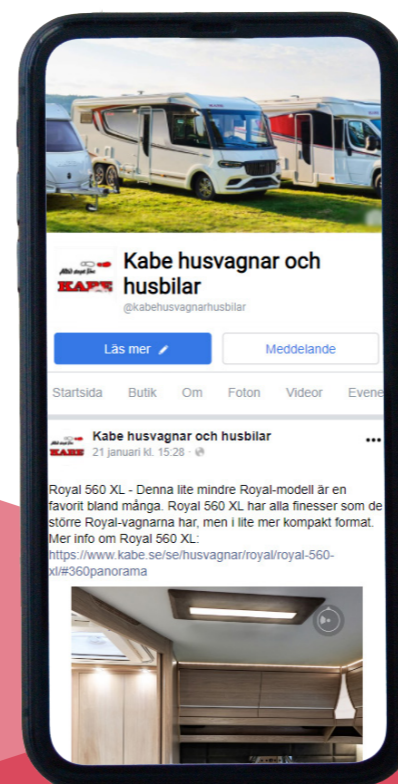 Kabe husvagnar och
husbilar
@kabehusvagnarhusbilar
KABE
Läs mer
Meddelande
Startsida Butik Om Foton Videor Evene
Kabe husvagnar och husbilar
KABE
21 januari kl. 15:28 ·
Royal 560 XL - Denna lite mindre Royal-modell är en
favorit bland många. Royal 560 XL har alla finesser som de
större Royal-vagnarna har, men i lite mer kompakt format.
Mer info om Royal 560 XL:
https://www.kabe.se/se/husvagnar/royal/royal-560-
xl/#360panorama